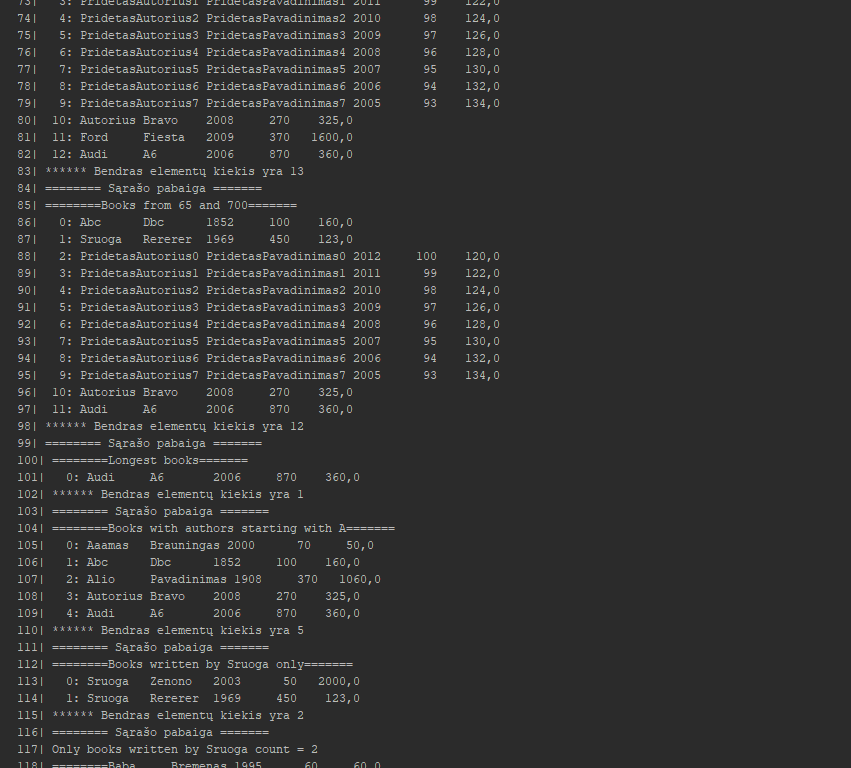 73|   3: PridetasAutorius1 PridetasPavadinimas1 2011      99     122,0
74|   4: PridetasAutorius2 PridetasPavadinimas2 2010      98    124,0
75|   5: PridetasAutorius3 PridetasPavadinimas3 2009      97    126,0
76|   6: PridetasAutorius4 PridetasPavadinimas4 2008      96    128,0
77|   7: PridetasAutorius5 PridetasPavadinimas5 2007      95    130,0
78|   8: PridetasAutorius6 PridetasPavadinimas6 2006      94    132,0
79|   9: PridetasAutorius7 PridetasPavadinimas7 2005      93    134,0
80|  10: Autorius Bravo    2008     270    325,0
81|  11: Ford     Fiesta   2009     370   1600,0
82|  12: Audi     A6       2006     870    360,0
83| ****** Bendras elementų kiekis yra 13
84| ======== Sąrašo pabaiga =======
85| ========Books from 65 and 700=======
86|   0: Abc      Dbc      1852     100    160,0
87|   1: Sruoga   Rererer  1969     450    123,0
88|   2: PridetasAutorius0 PridetasPavadinimas0 2012     100    120,0
89|   3: PridetasAutorius1 PridetasPavadinimas1 2011      99    122,0
90|   4: PridetasAutorius2 PridetasPavadinimas2 2010      98    124,0
91|   5: PridetasAutorius3 PridetasPavadinimas3 2009      97    126,0
92|   6: PridetasAutorius4 PridetasPavadinimas4 2008      96    128,0
93|   7: PridetasAutorius5 PridetasPavadinimas5 2007      95    130,0
94|   8: PridetasAutorius6 PridetasPavadinimas6 2006      94    132,0
95|   9: PridetasAutorius7 PridetasPavadinimas7 2005      93    134,0
96|  10: Autorius Bravo    2008     270    325,0
97|  11: Audi     A6       2006     870    360,0
98| ****** Bendras elementų kiekis yra 12
99| ======== Sąrašo pabaiga =======
100| ========Longest books=======
101|   0: Audi     A6       2006     870    360,0
102| ****** Bendras elementų kiekis yra 1
103| ======== Sąrašo pabaiga =======
104| ========Books with authors starting with A=======
105|   0: Aaamas   Brauningas 2000      70     50,0
106|   1: Abc      Dbc      1852     100    160,0
107|   2: Alio     Pavadinimas 1908     370   1060,0
108|   3: Autorius Bravo    2008     270    325,0
109|   4: Audi     A6       2006     870    360,0
110| ****** Bendras elementų kiekis yra 5
111| ======== Sąrašo pabaiga =======
112| ========Books written by Sruoga only=======
113|   0: Sruoga   Zenono   2003      50   2000,0
114|   1: Sruoga   Rererer  1969     450    123,0
115| ****** Bendras elementų kiekis yra 2
116| ======== Sąrašo pabaiga =======
117| Only books written by Sruoga count = 2
118| ========Baba     Bremenas 1995      60     60,0